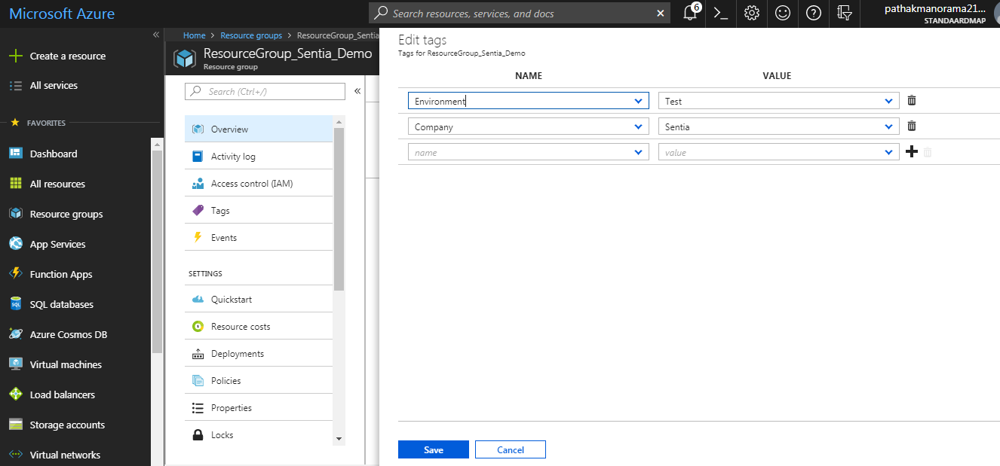 Microsoft Azure
Search resources, services, and docs
6
pathakmanorama21...
STANDAARDMAP
Create a resource
All services
FAVORITES
Dashboard
All resources
Resource groups
App Services
Function Apps
SQL databases
Azure Cosmos DB
Virtual machines
Load balancers
Storage accounts
Virtual networks
Home > Resource groups > ResourceGroup_Sentia
ResourceGroup_Sentia_Demo
Resource group
Search (Ctrl+/)
Overview
Activity log
Access control (IAM)
Tags
Events
SETTINGS
Quickstart
Resource costs
Deployments
Policies
Properties
Locks
Edit tags
Tags for ResourceGroup_Sentia_Demo
NAME VALUE
Environment Test
Company Sentia
name value
Save Cancel